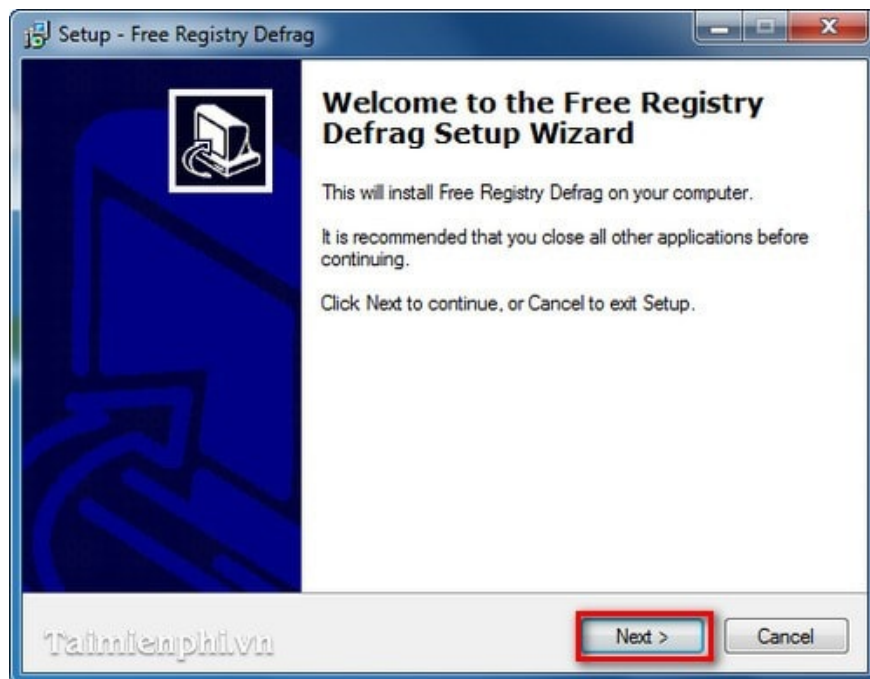 Setup - Free Registry Defrag
Welcome to the Free Registry
Defrag Setup Wizard
This will install Free Registry Defrag on your computer.
It is recommended that you close all other applications before
continuing.
Click Next to continue, or Cancel to exit Setup.
Taimienphi.vn
Next >
Cancel